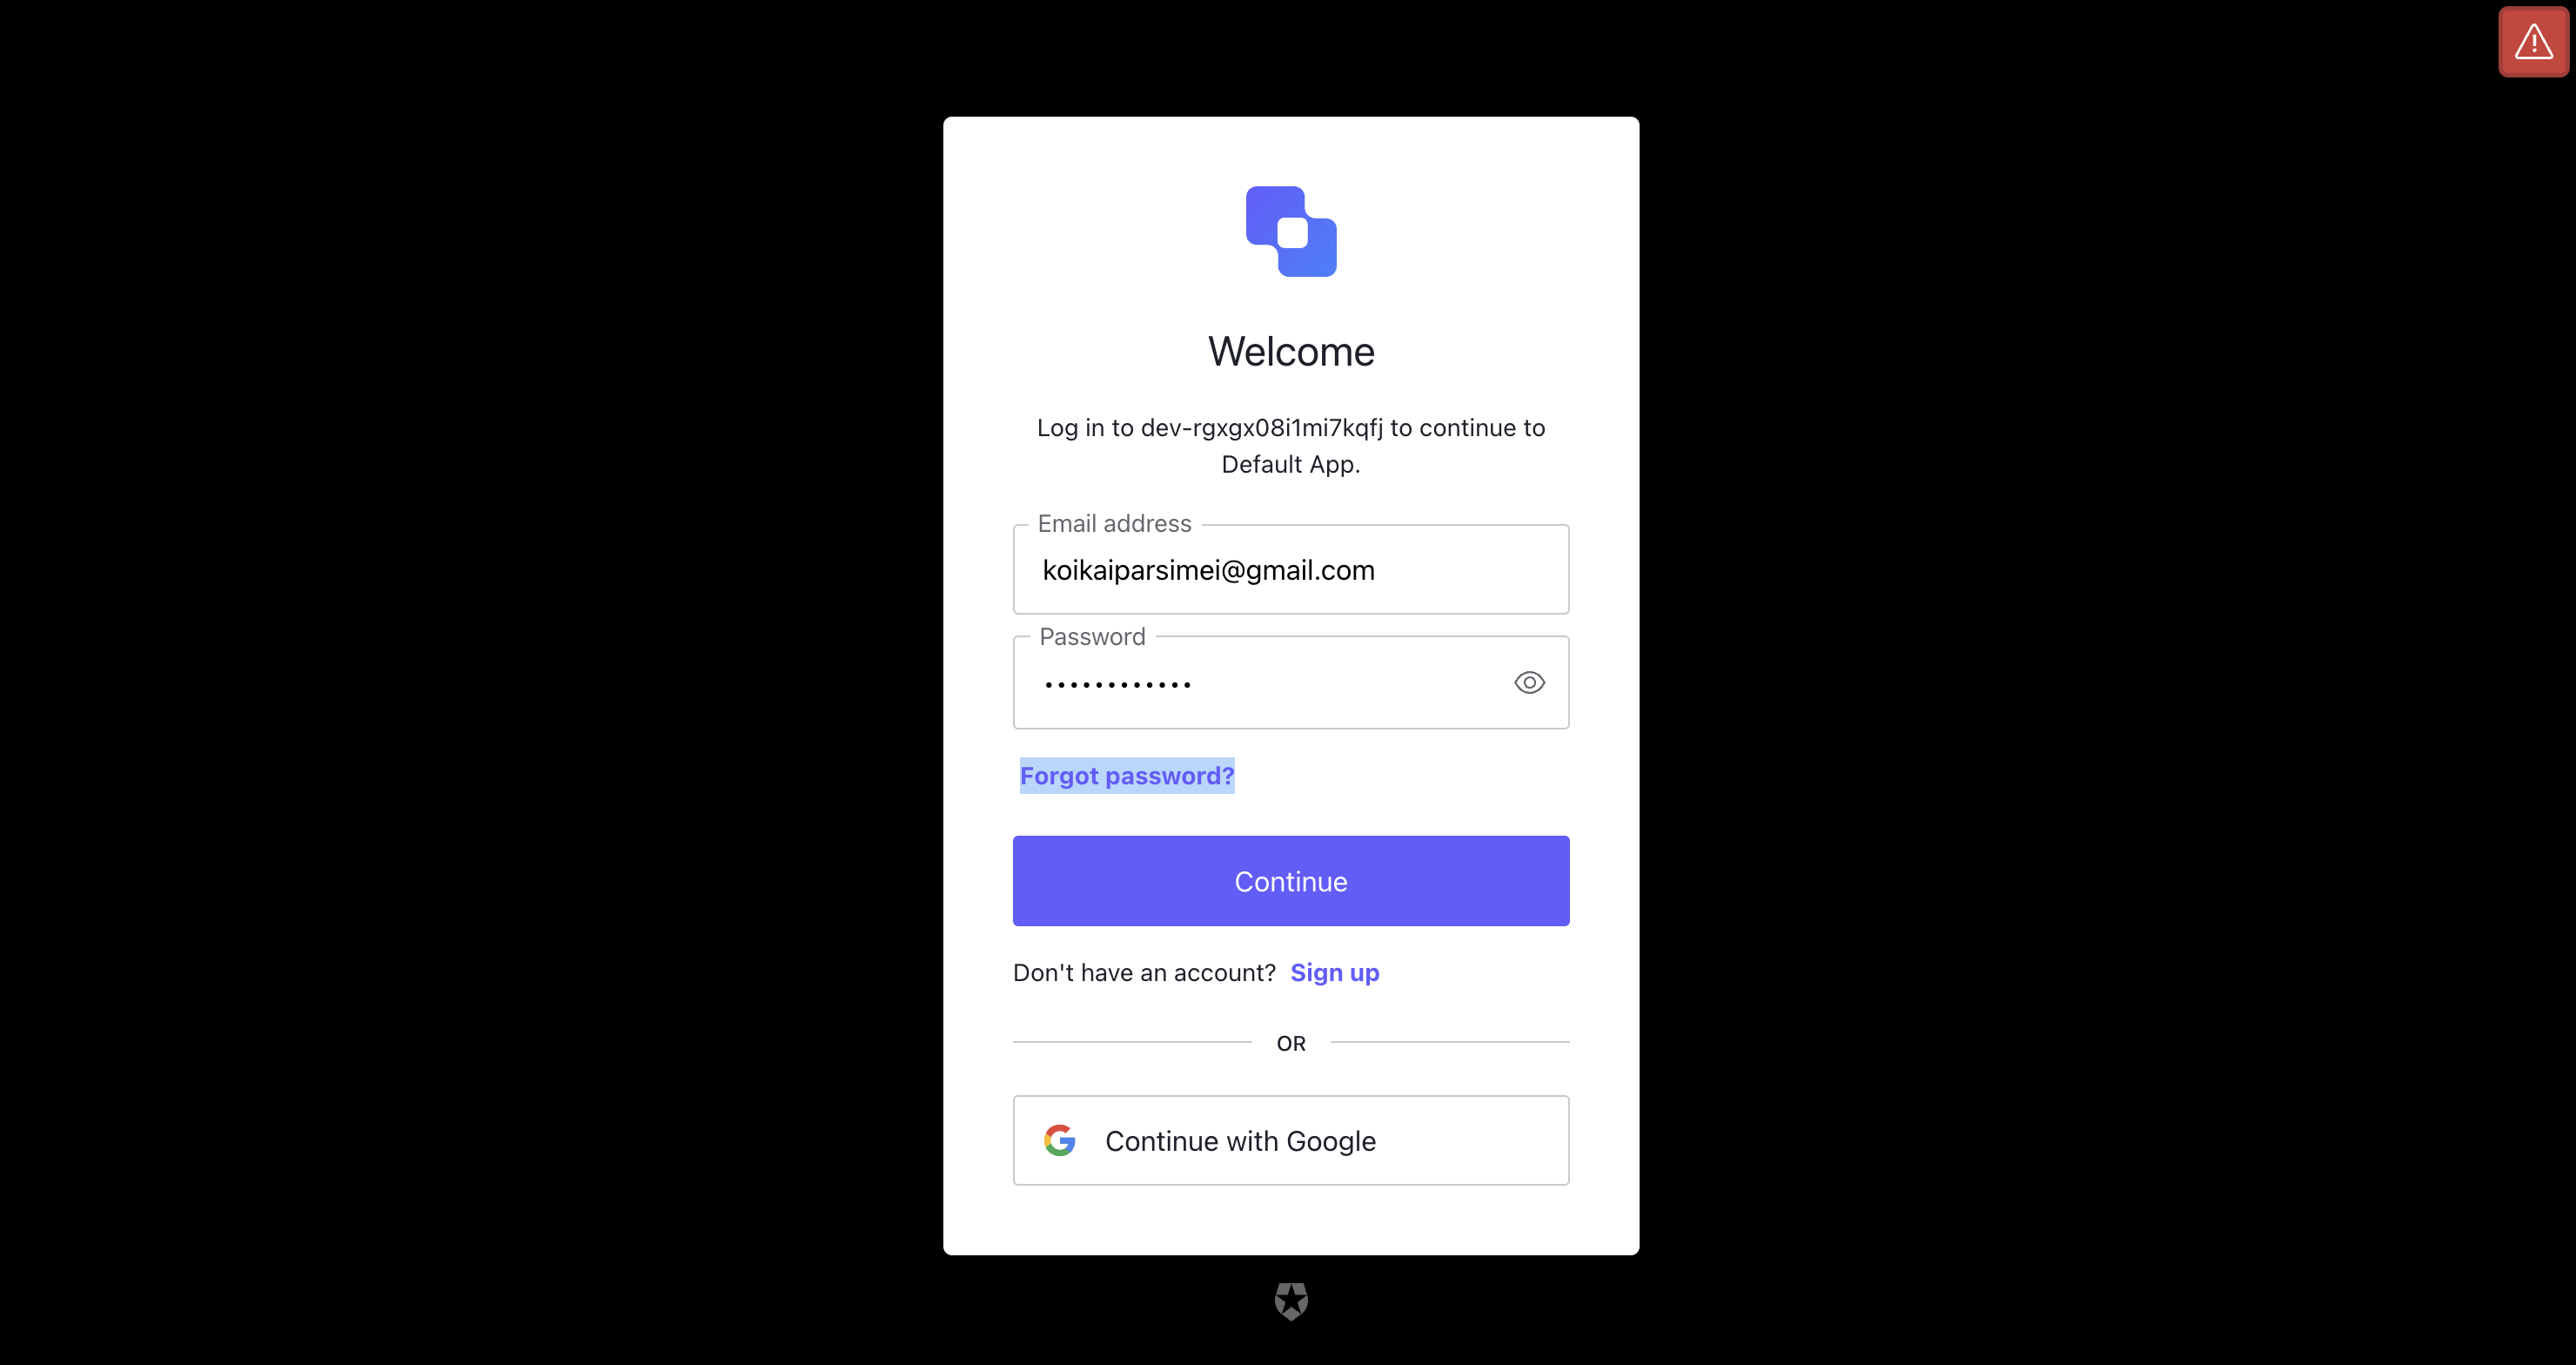 Welcome
Log in to dev-rgxgx08i1mi7kqfj to continue to
Default App.
Email address
koikaiparsimei@gmail.com
Password
••••••••••••
Forgot password?
Continue
Don't have an account? Sign up
OR
Continue with Google